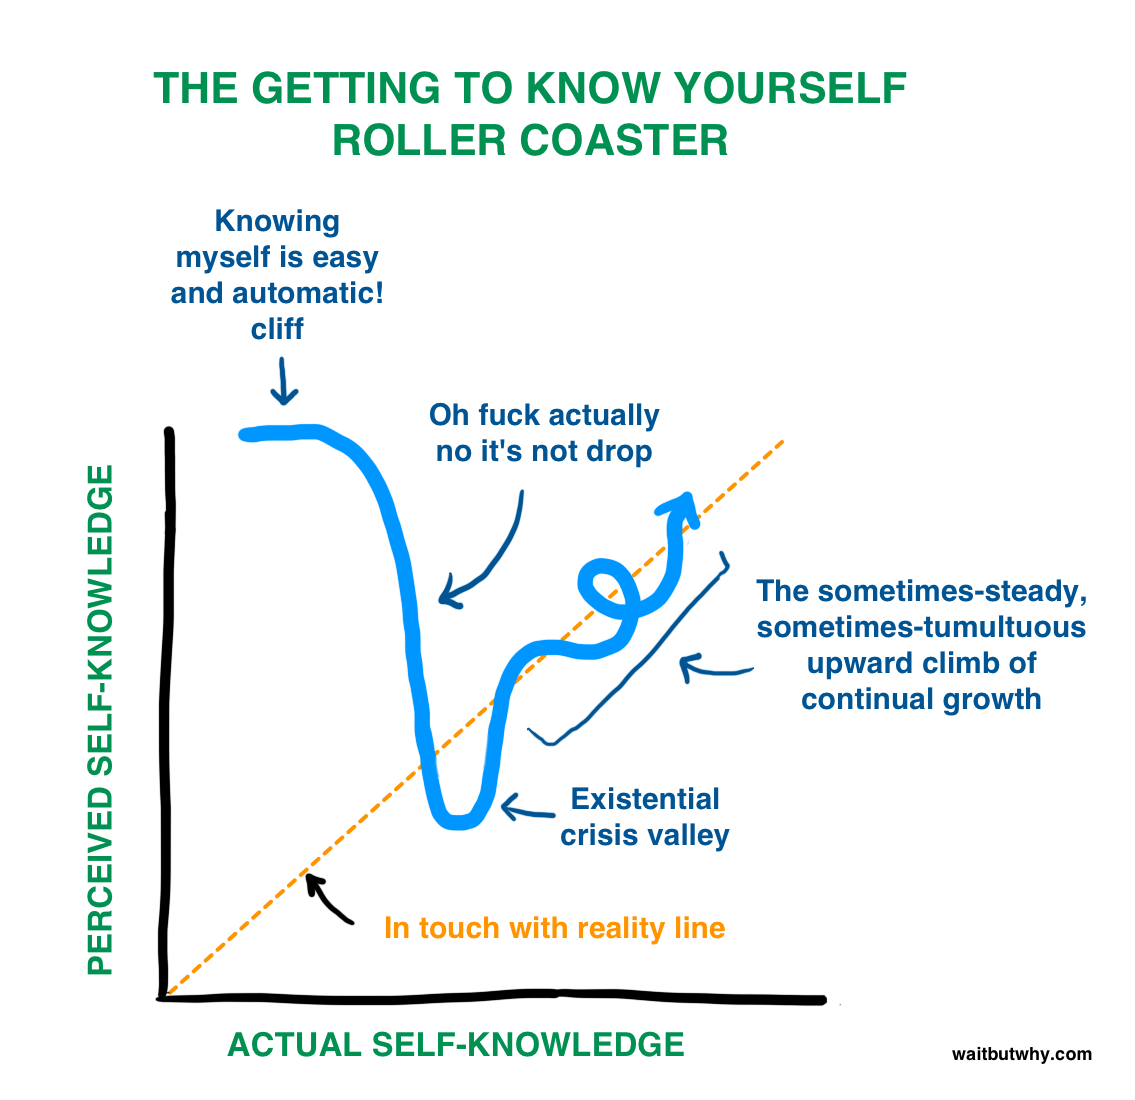 THE GETTING TO KNOW YOURSELF
ROLLER COASTER
Knowing
myself is easy
and automatic!
cliff
Oh fuck actually
no it's not drop
The sometimes-steady,
sometimes-tumultuous
upward climb of
continual growth
Existential
crisis valley
In touch with reality line
PERCEIVED SELF-KNOWLEDGE
ACTUAL SELF-KNOWLEDGE
waitbutwhy.com